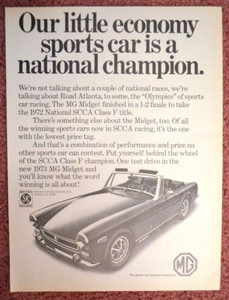 Our little economy
sports car is a
national champion.
We're not talking about a couple of national races, we're
talking about Road Atlanta, to some, the "Olympics" of sports
car racing. The MG Midget finished in a 1-2 finale to take
the 1972 National SCCA Class F title.
There's something else about the Midget, too. Of all
the winning sports cars now in SCCA racing, it's the one
with the lowest price tag.
And that's a combination of performance and price no
other sports car can contest. Put yourself behind the wheel
of the SCCA Class F champion. One test drive in the
new 1973 MG Midget and
you'll know what the word
winning is all about!
MG